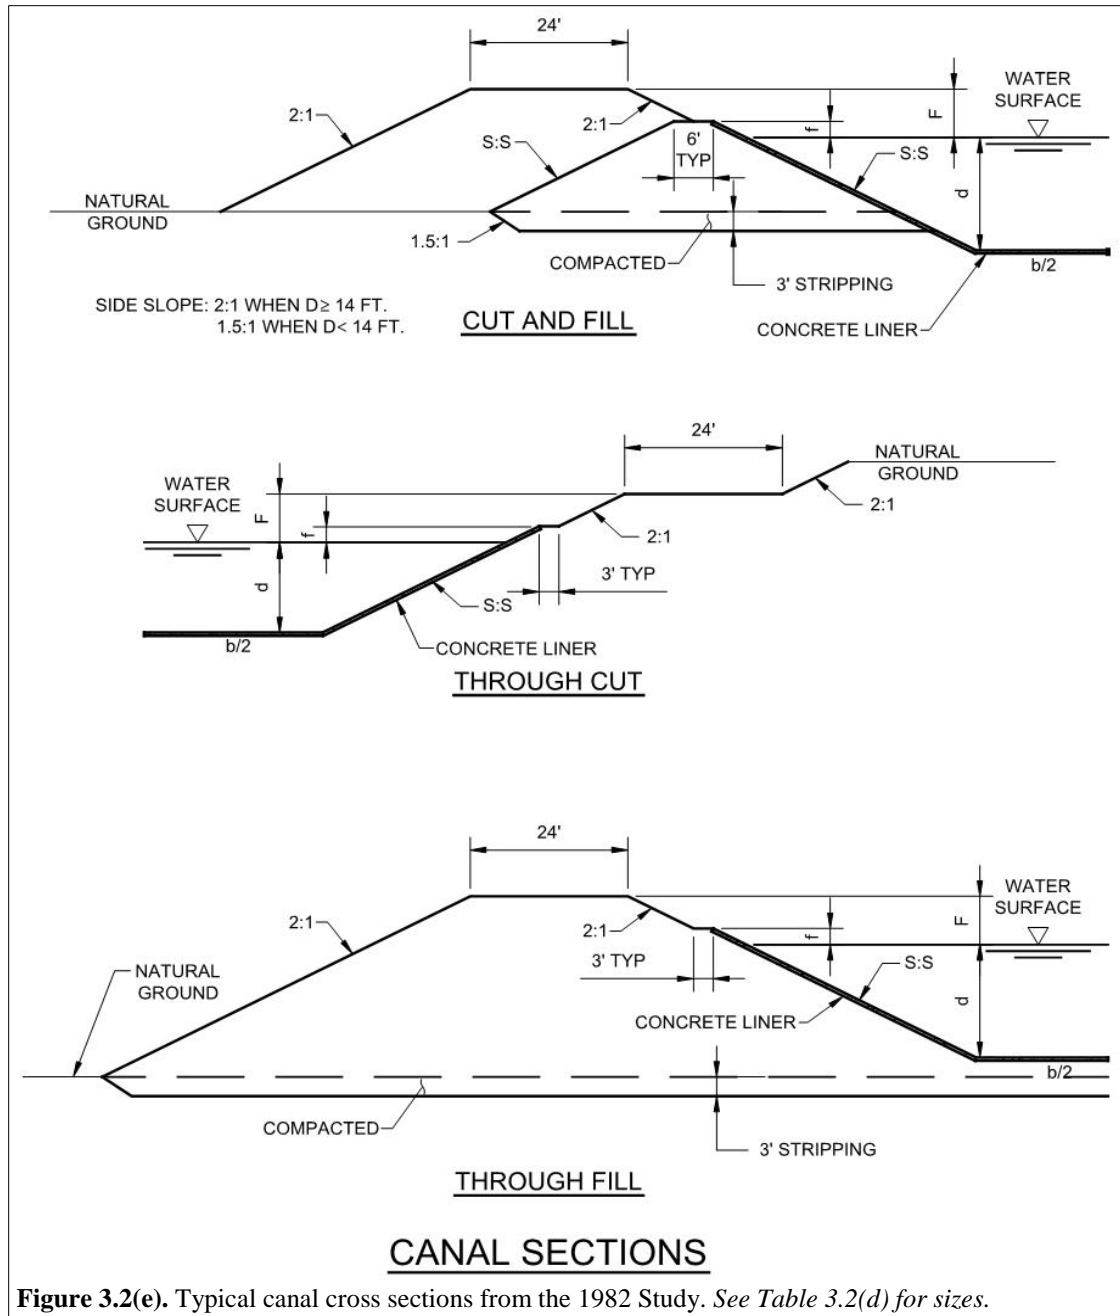 24'
WATER
SURFACE
2:1
2:1
F
f
6'
TYP
S:S
S:S
d
NATURAL
GROUND
1.5:1
COMPACTED
b/2
3' STRIPPING
SIDE SLOPE: 2:1 WHEN D≥ 14 FT.
1.5:1 WHEN D< 14 FT.
CUT AND FILL
CONCRETE LINER
24'
NATURAL
GROUND
WATER
SURFACE
2:1
F
f
2:1
3' TYP
d
S:S
b/2
CONCRETE LINER
THROUGH CUT
24'
WATER
SURFACE
2:1
2:1
F
f
3' TYP
S:S
NATURAL
GROUND
d
CONCRETE LINER
b/2
COMPACTED
3' STRIPPING
THROUGH FILL
CANAL SECTIONS
Figure 3.2(e). Typical canal cross sections from the 1982 Study. See Table 3.2(d) for sizes.